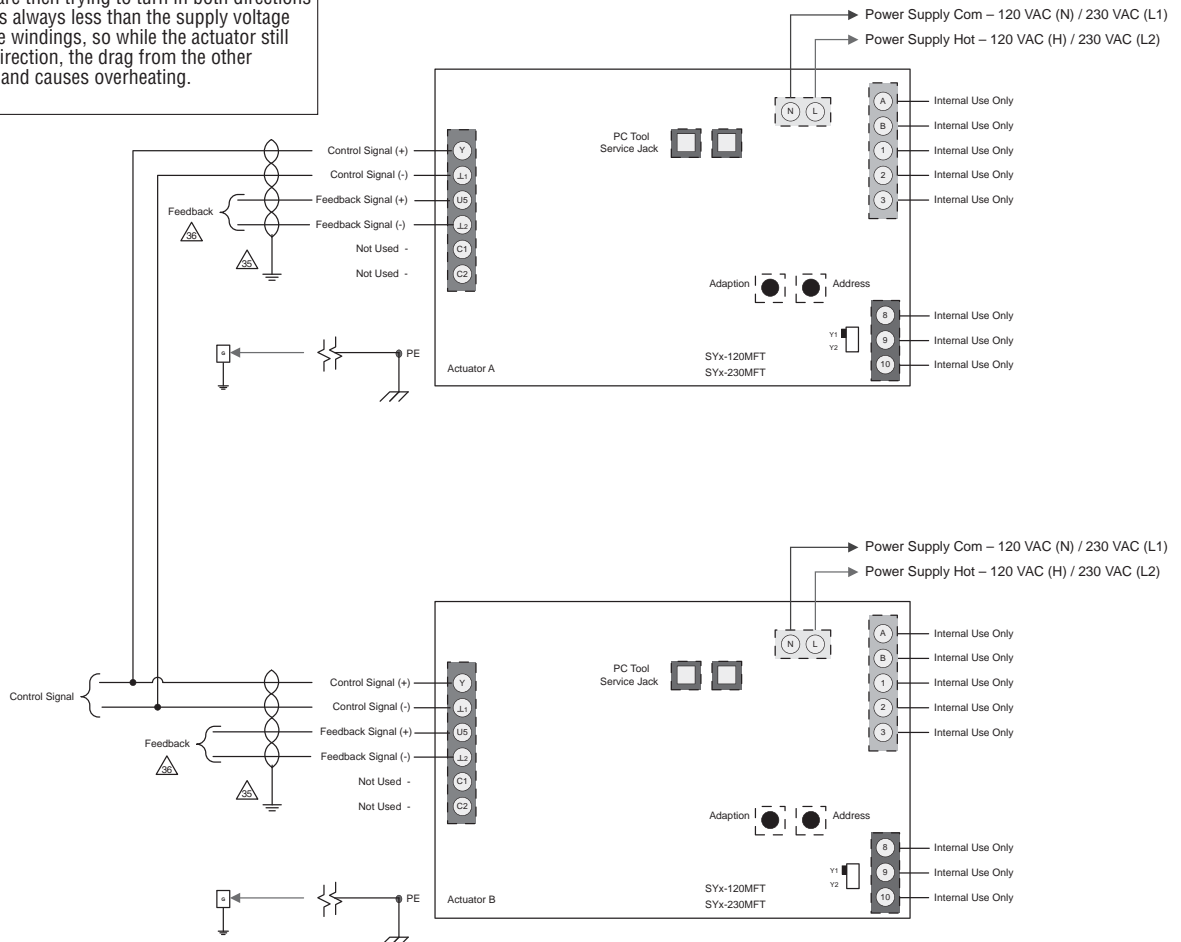 are then trying to turn in both directions
s always less than the supply voltage
e windings, so while the actuator still
irection, the drag from the other
and causes overheating.
Power Supply Com – 120 VAC (N) / 230 VAC (L1)
Power Supply Hot – 120 VAC (H) / 230 VAC (L2)
N L
PC Tool
Service Jack
A Internal Use Only
B Internal Use Only
1 Internal Use Only
2 Internal Use Only
3 Internal Use Only
Control Signal (+) Y
Control Signal (-) ⊥1
Feedback Signal (+) U5
Feedback Signal (-) ⊥2
Not Used - C1
Not Used - C2
Feedback
36
35
Adaption Address
8 Internal Use Only
9 Internal Use Only
10 Internal Use Only
Y1
Y2
G
PE
Actuator A
SYx-120MFT
SYx-230MFT
Power Supply Com – 120 VAC (N) / 230 VAC (L1)
Power Supply Hot – 120 VAC (H) / 230 VAC (L2)
N L
PC Tool
Service Jack
A Internal Use Only
B Internal Use Only
1 Internal Use Only
2 Internal Use Only
3 Internal Use Only
Control Signal
Control Signal (+) Y
Control Signal (-) ⊥1
Feedback Signal (+) U5
Feedback Signal (-) ⊥2
Not Used - C1
Not Used - C2
Feedback
36
35
Adaption Address
8 Internal Use Only
9 Internal Use Only
10 Internal Use Only
Y1
Y2
G
PE
Actuator B
SYx-120MFT
SYx-230MFT